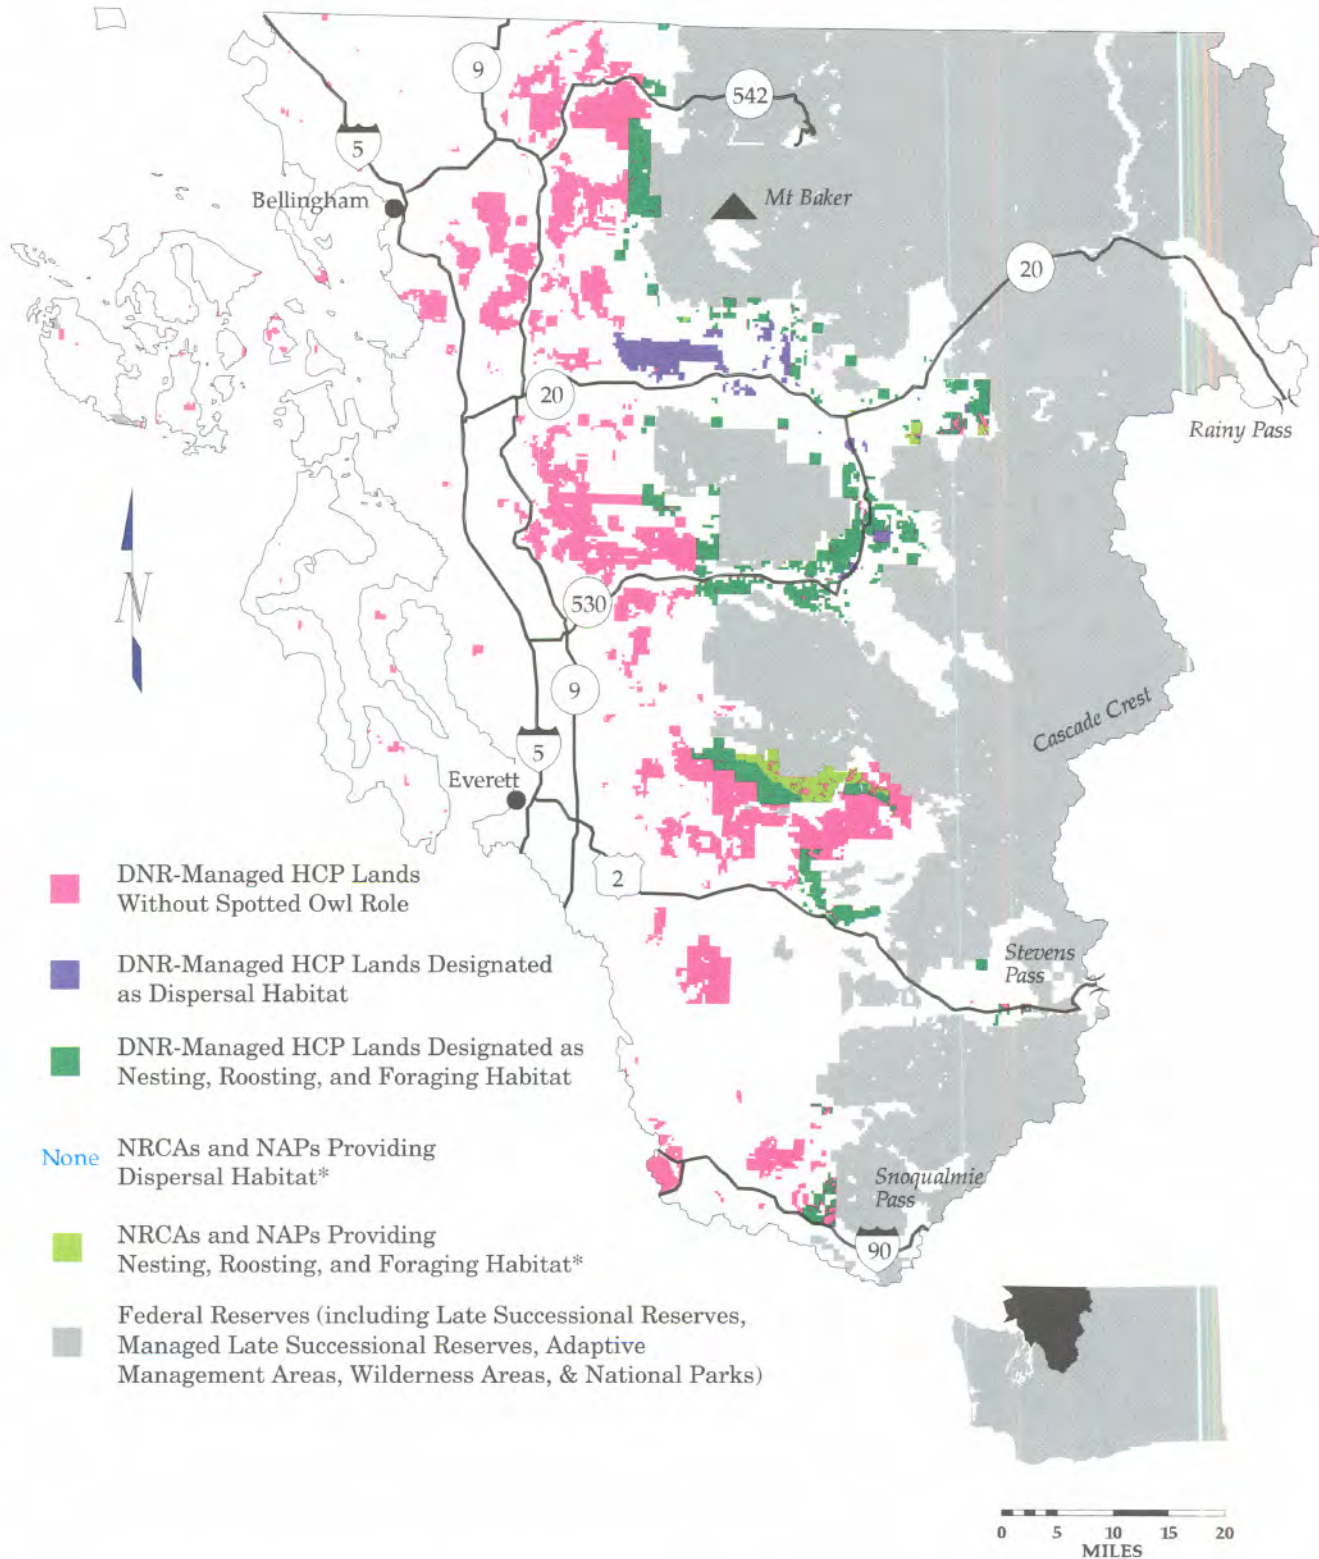 9
542
5
Bellingham
Mt Baker
20
20
Rainy Pass
N
530
9
Cascade Crest
5
Everett
2
DNR-Managed HCP Lands
Without Spotted Owl Role
DNR-Managed HCP Lands Designated
as Dispersal Habitat
Stevens
Pass
DNR-Managed HCP Lands Designated as
Nesting, Roosting, and Foraging Habitat
None
NRCAs and NAPs Providing
Dispersal Habitat*
Snoqualmie
Pass
90
NRCAs and NAPs Providing
Nesting, Roosting, and Foraging Habitat*
Federal Reserves (including Late Successional Reserves,
Managed Late Successional Reserves, Adaptive
Management Areas, Wilderness Areas, & National Parks)
0 5 10 15 20
MILES